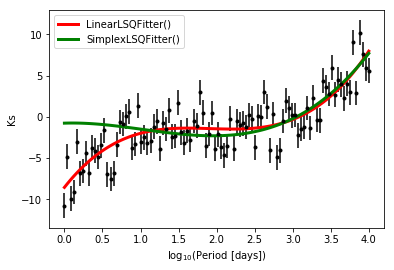 LinearLSQFitter()
SimplexLSQFitter()
Ks
10
5
0
−5
−10
0.0 0.5 1.0 1.5 2.0 2.5 3.0 3.5 4.0
log₁₀(Period [days])